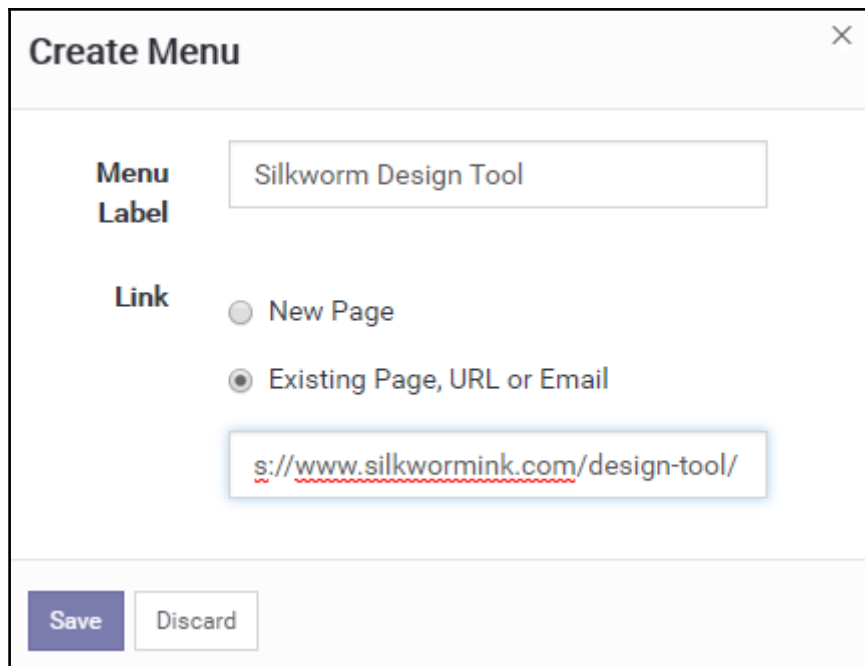 Create Menu
Menu
Label
Silkworm Design Tool
Link
New Page
Existing Page, URL or Email
s://www.silkwormink.com/design-tool/
Save
Discard